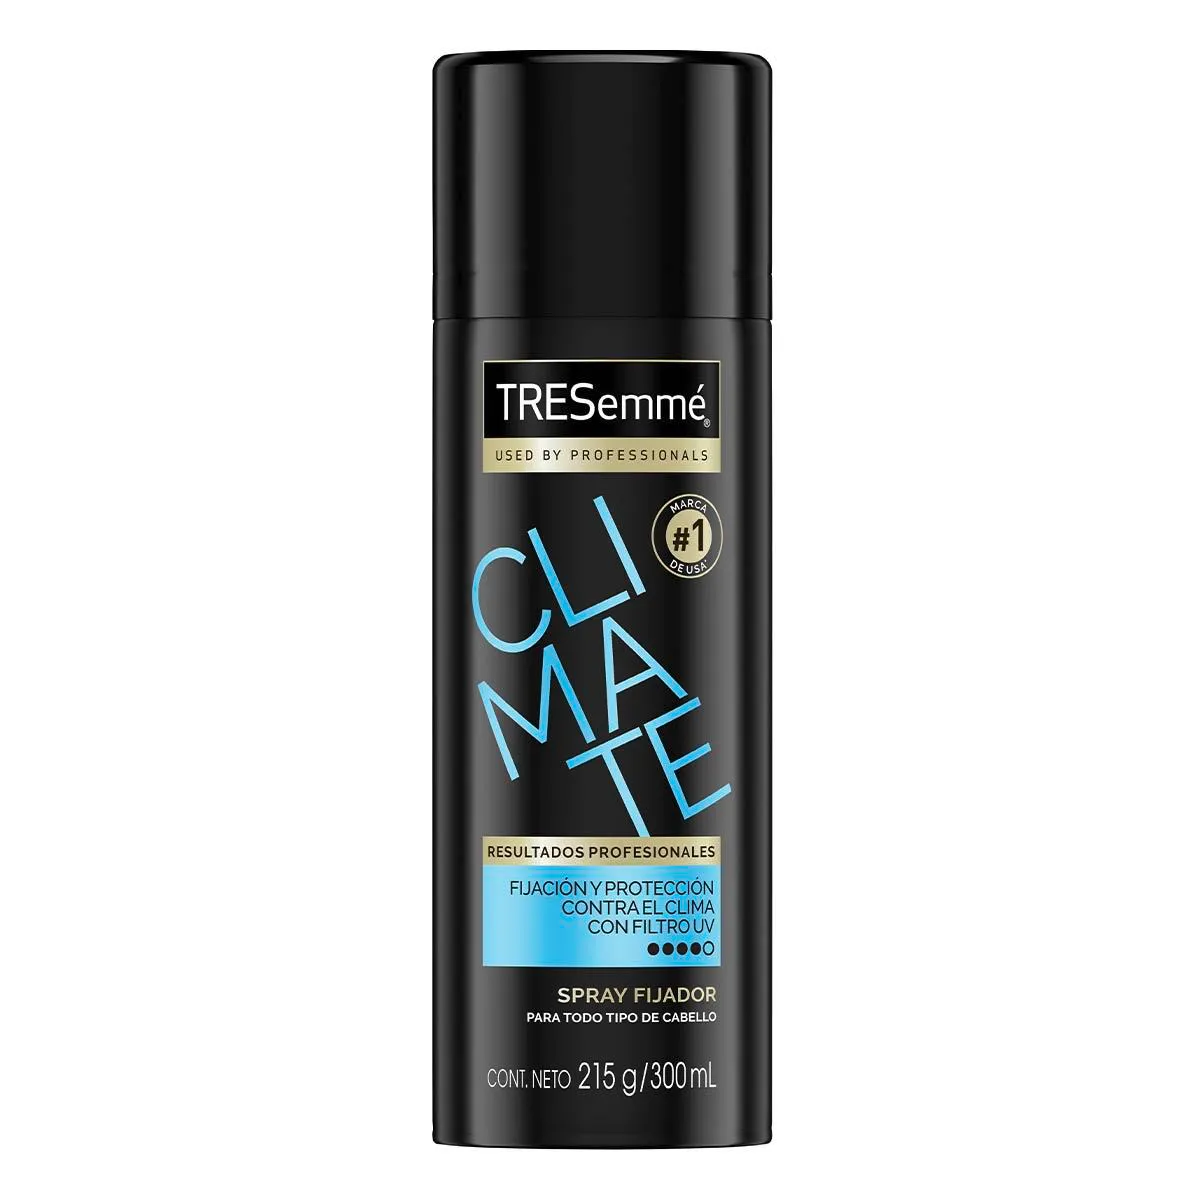 TRESemmé®
USED BY PROFESSIONALS
MARCA
#1
DE USA*
CLI
MA
TE
RESULTADOS PROFESIONALES
FIJACIÓN Y PROTECCIÓN
CONTRA EL CLIMA
CON FILTRO UV
SPRAY FIJADOR
PARA TODO TIPO DE CABELLO
CONT. NETO 215 g/300 mL